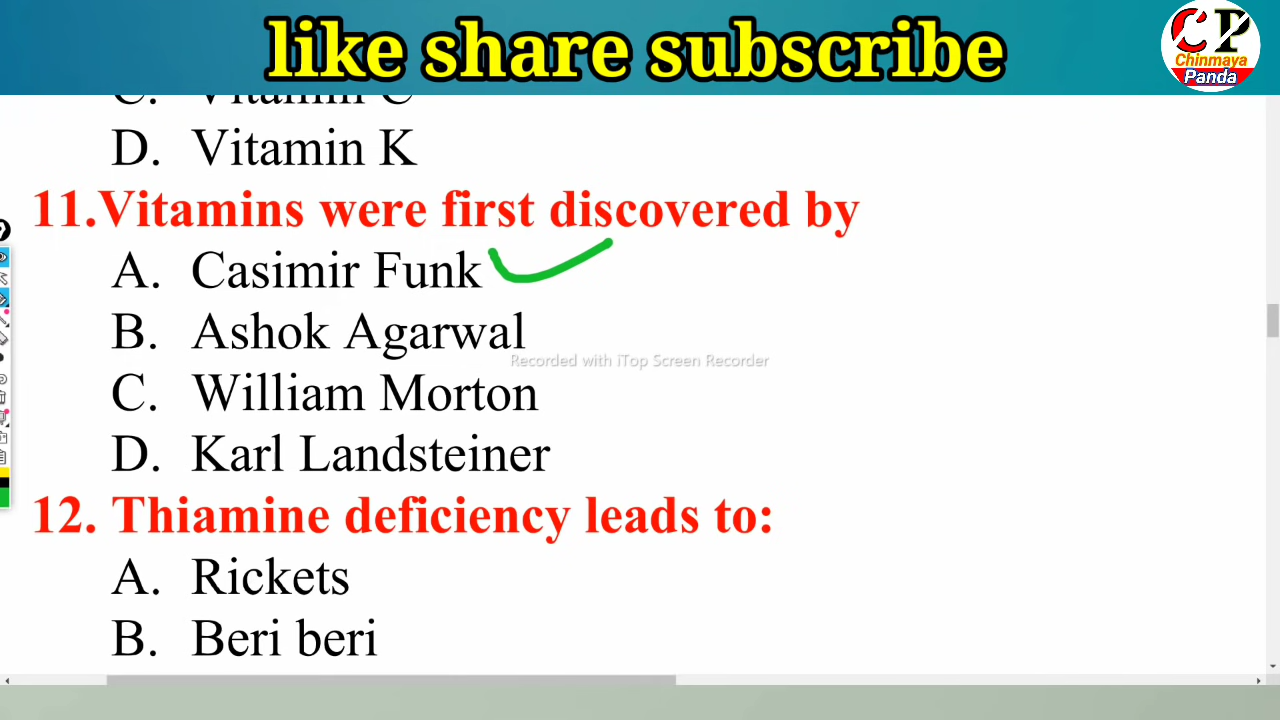 like share subscribe
CP
Chinmaya
Panda
C. Vitamin C
D. Vitamin K
11.Vitamins were first discovered by
A. Casimir Funk
B. Ashok Agarwal
Recorded with iTop Screen Recorder
C. William Morton
D. Karl Landsteiner
12. Thiamine deficiency leads to:
A. Rickets
B. Beri beri